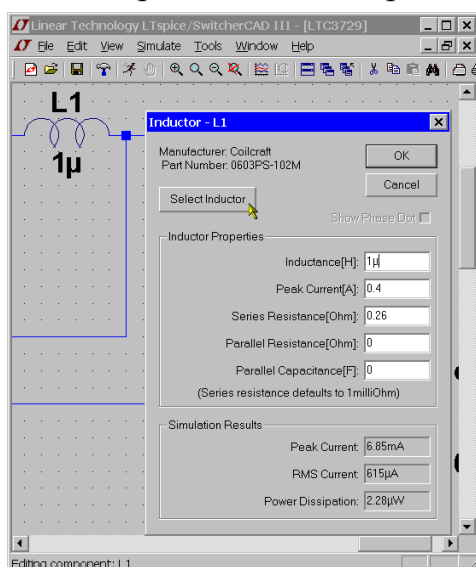 Linear Technology LTspice/SwitcherCAD III - [LTC3729]
File Edit View Simulate Tools Window Help
L1
1µ
Inductor - L1
Manufacturer: Coilcraft
Part Number: 0603PS-102M
OK
Cancel
Select Inductor
Show Phase Dot
Inductor Properties
Inductance[H]: 1µ
Peak Current[A]: 0.4
Series Resistance[Ohm]: 0.26
Parallel Resistance[Ohm]: 0
Parallel Capacitance[F]: 0
(Series resistance defaults to 1milliOhm)
Simulation Results
Peak Current: 6.85mA
RMS Current: 615µA
Power Dissipation: 2.28µW
Editing component: L1